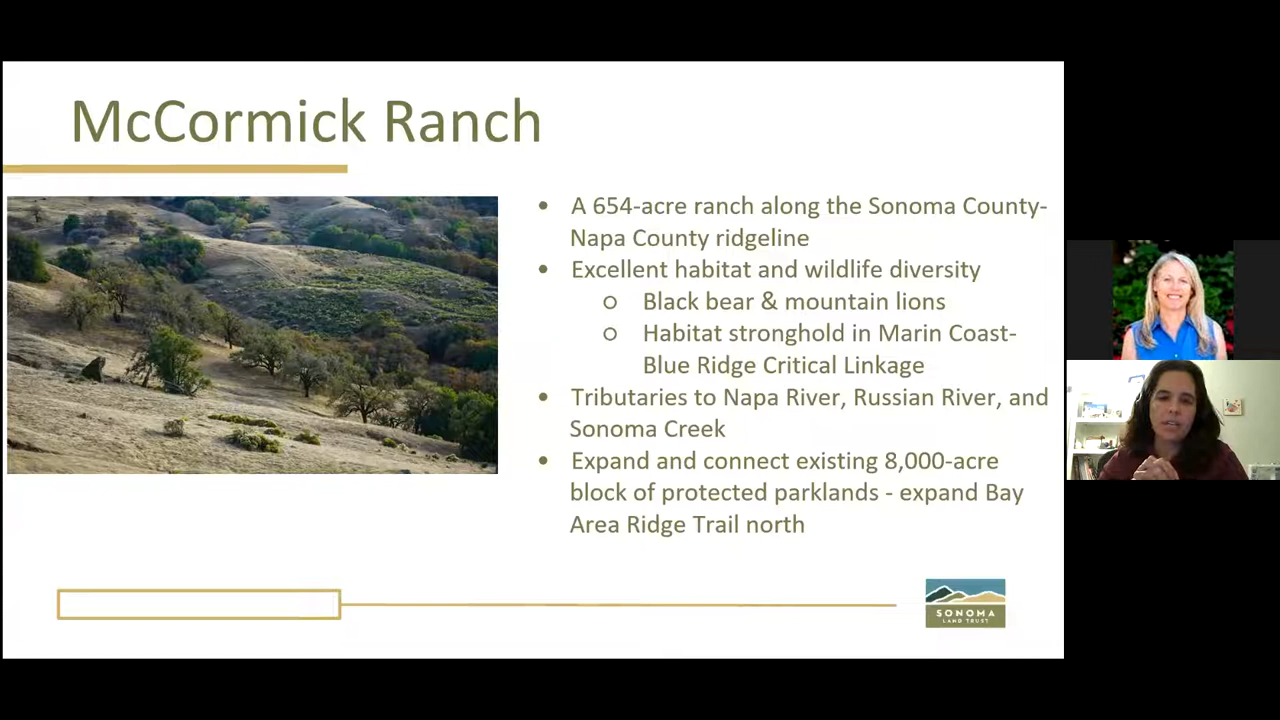 McCormick Ranch
• A 654-acre ranch along the Sonoma County-
Napa County ridgeline
• Excellent habitat and wildlife diversity
○ Black bear & mountain lions
○ Habitat stronghold in Marin Coast-
Blue Ridge Critical Linkage
• Tributaries to Napa River, Russian River, and
Sonoma Creek
• Expand and connect existing 8,000-acre
block of protected parklands - expand Bay
Area Ridge Trail north
SONOMA
LAND TRUST